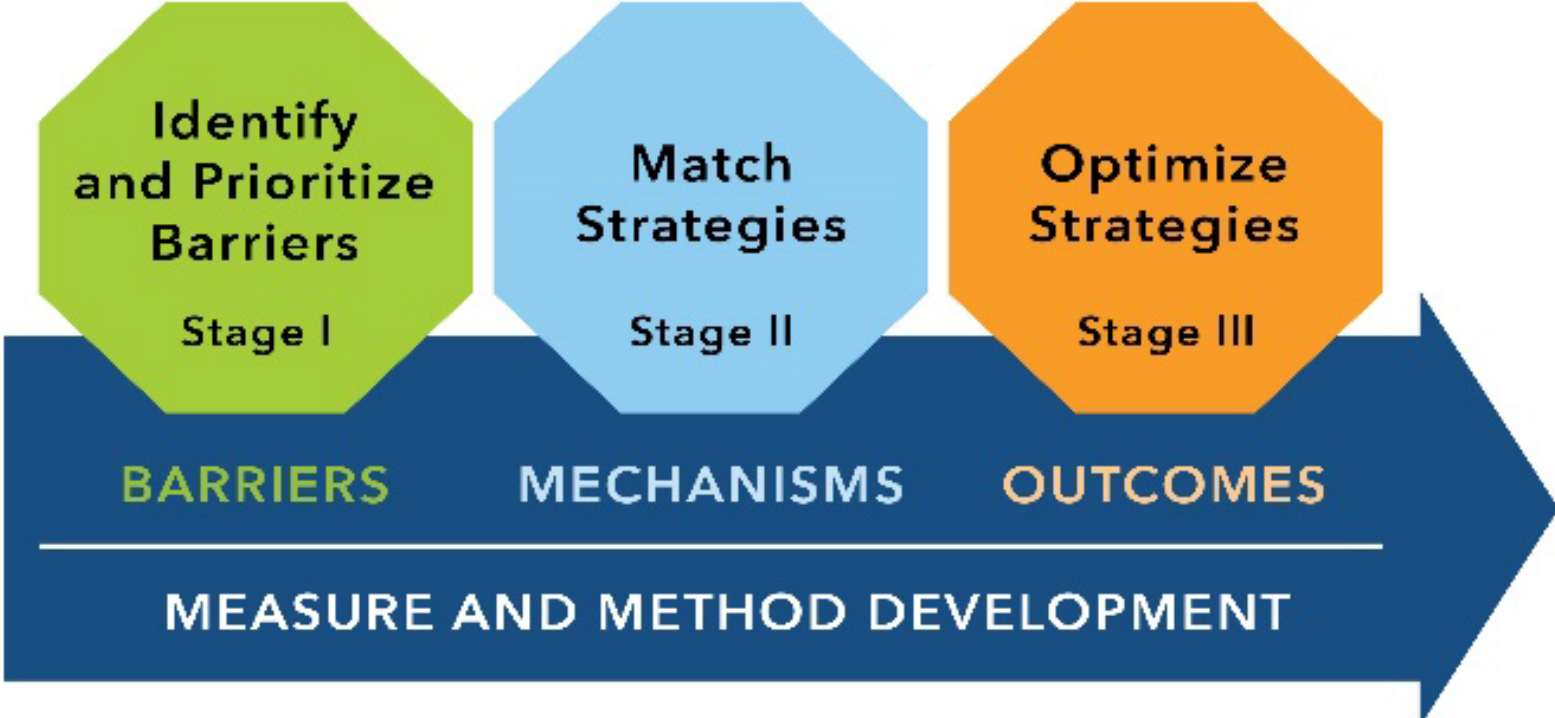 Identify
and Prioritize
Barriers
Stage I
Match
Strategies
Stage II
Optimize
Strategies
Stage III
BARRIERS
MECHANISMS
OUTCOMES
MEASURE AND METHOD DEVELOPMENT